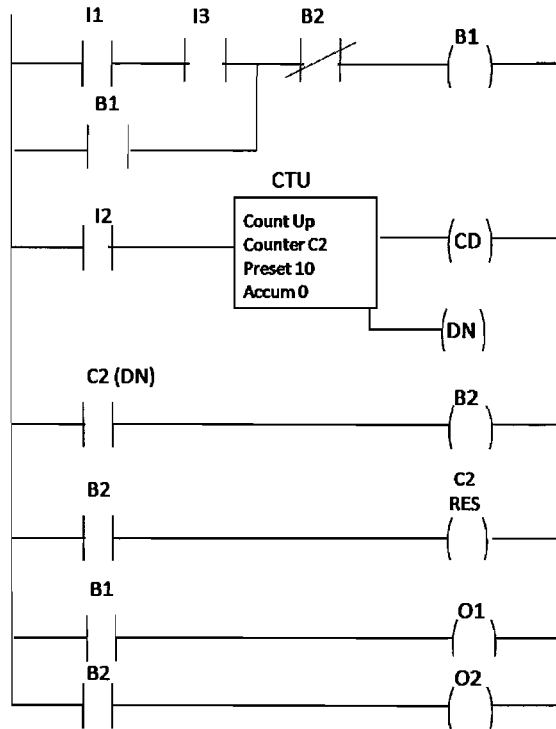 I1 I3 B2 B1
B1
CTU
I2
Count Up
Counter C2
Preset 10
Accum 0
CD
DN
C2 (DN)
B2
B2
C2
RES
B1
O1
B2
O2